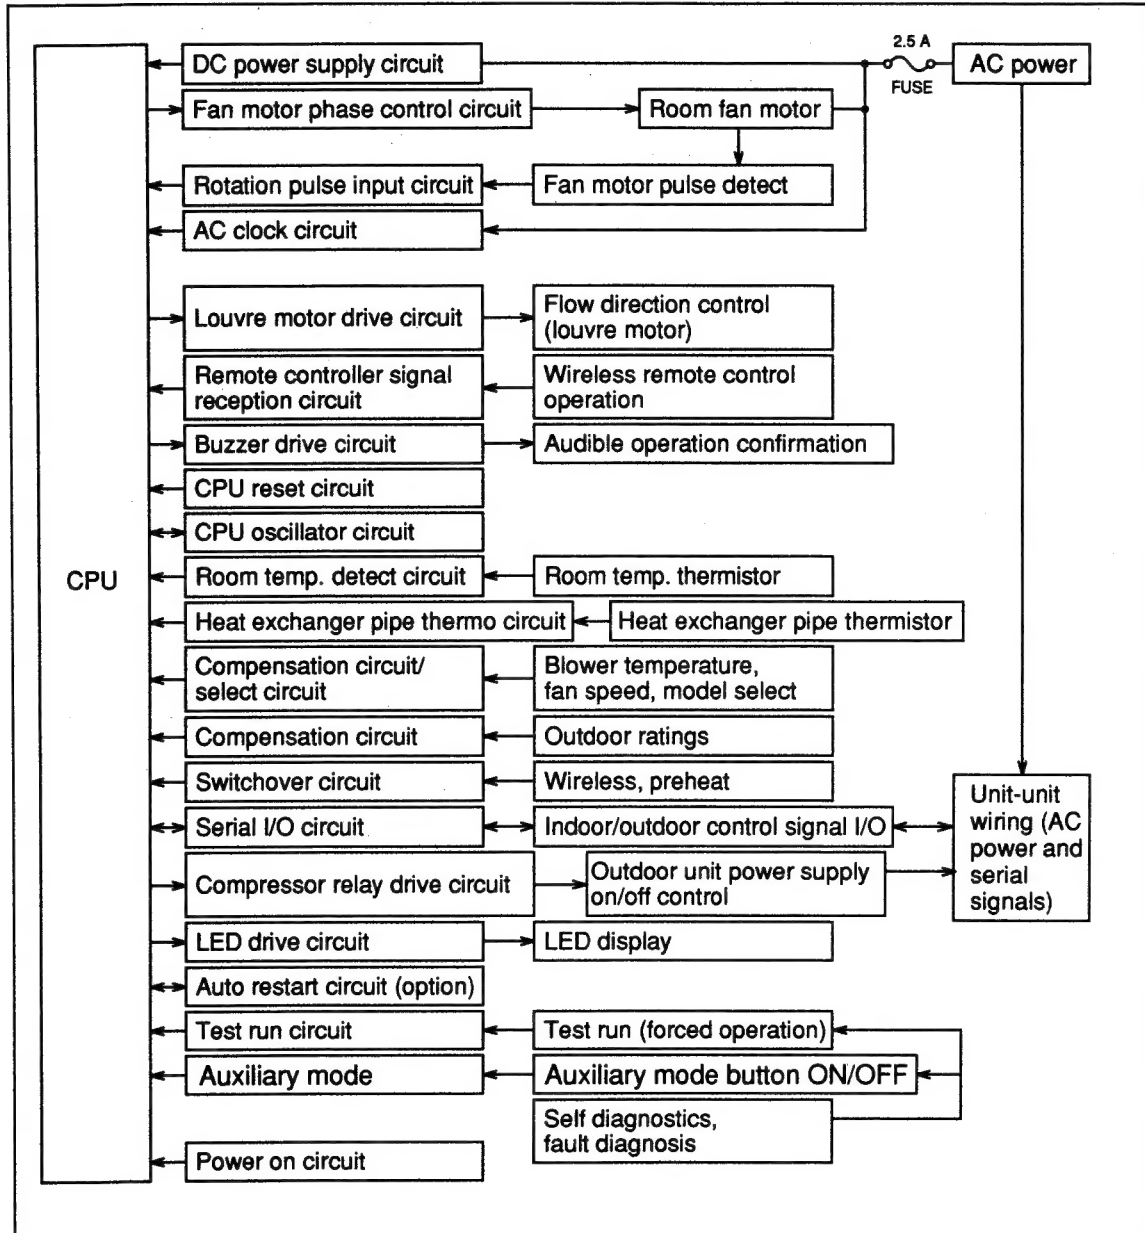 2.5 A
FUSE
DC power supply circuit
AC power
Fan motor phase control circuit
Room fan motor
Rotation pulse input circuit
Fan motor pulse detect
AC clock circuit
Louvre motor drive circuit
Flow direction control
(louvre motor)
Remote controller signal
reception circuit
Wireless remote control
operation
Buzzer drive circuit
Audible operation confirmation
CPU reset circuit
CPU oscillator circuit
CPU
Room temp. detect circuit
Room temp. thermistor
Heat exchanger pipe thermo circuit
Heat exchanger pipe thermistor
Compensation circuit/
select circuit
Blower temperature,
fan speed, model select
Compensation circuit
Outdoor ratings
Switchover circuit
Wireless, preheat
Serial I/O circuit
Indoor/outdoor control signal I/O
Unit-unit
wiring (AC
power and
serial
signals)
Compressor relay drive circuit
Outdoor unit power supply
on/off control
LED drive circuit
LED display
Auto restart circuit (option)
Test run circuit
Test run (forced operation)
Auxiliary mode
Auxiliary mode button ON/OFF
Self diagnostics,
fault diagnosis
Power on circuit